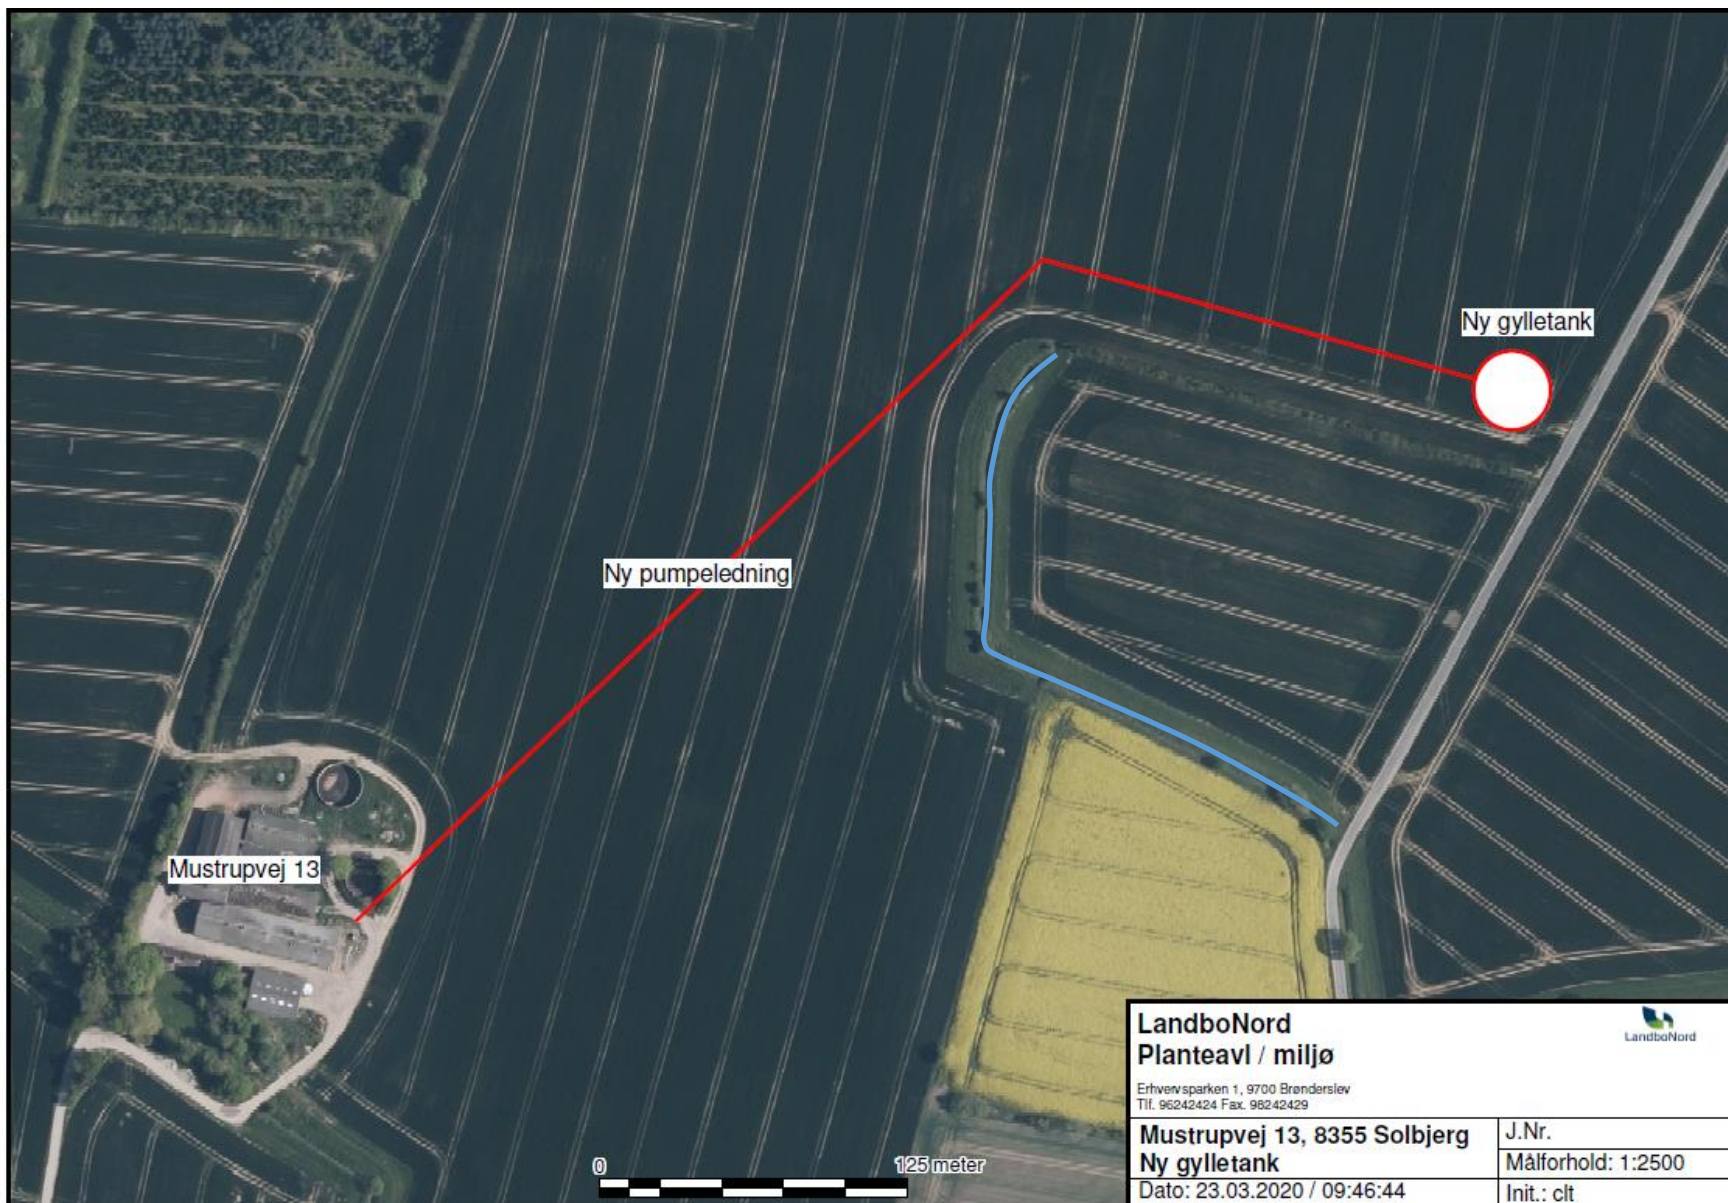 Ny gylletank
Ny pumpeledning
Mustrupvej 13
0 125 meter
LandboNord
Planteavl / miljø
LandboNord
Erhvervsparken 1, 9700 Brønderslev
Tlf. 96242424 Fax. 98242429
Mustrupvej 13, 8355 Solbjerg
Ny gylletank
Dato: 23.03.2020 / 09:46:44
J.Nr.
Målforhold: 1:2500
Init.: clt